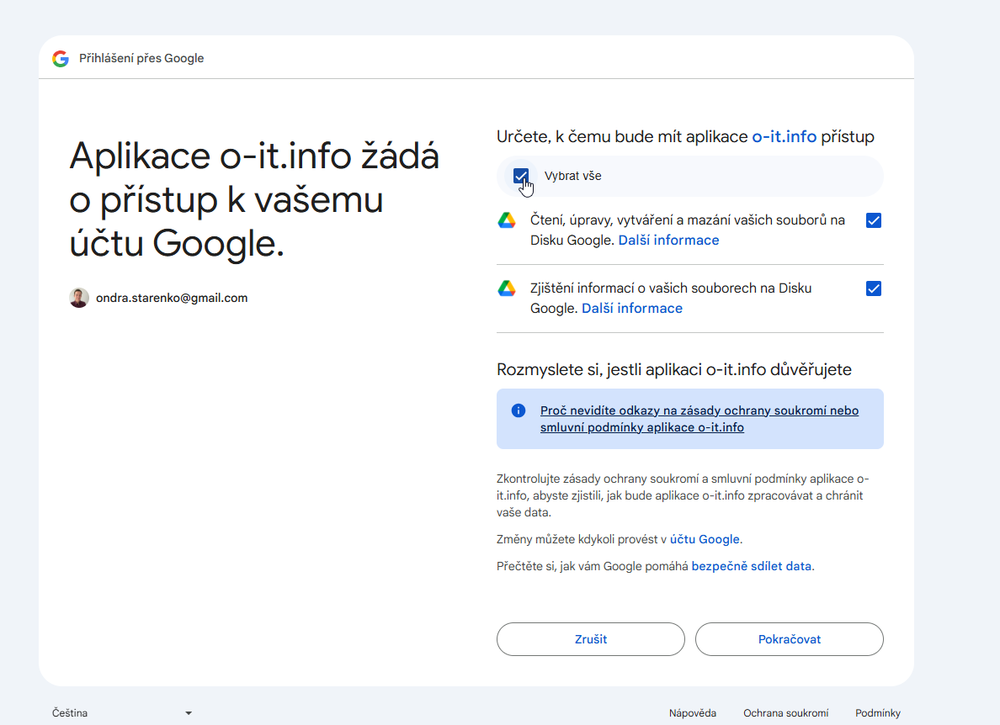 Přihlášení přes Google
Aplikace o-it.info žádá
o přístup k vašemu
účtu Google.
ondra.starenko@gmail.com
Určete, k čemu bude mít aplikace o-it.info přístup
Vybrat vše
Čtení, úpravy, vytváření a mazání vašich souborů na
Disku Google. Další informace
Zjištění informací o vašich souborech na Disku
Google. Další informace
Rozmyslete si, jestli aplikaci o-it.info důvěřujete
Proč nevidíte odkazy na zásady ochrany soukromí nebo
smluvní podmínky aplikace o-it.info
Zkontrolujte zásady ochrany soukromí a smluvní podmínky aplikace o-
it.info, abyste zjistili, jak bude aplikace o-it.info zpracovávat a chránit
vaše data.
Změny můžete kdykoli provést v účtu Google.
Přečtěte si, jak vám Google pomáhá bezpečně sdílet data.
Zrušit
Pokračovat
Čeština
Nápověda
Ochrana soukromí
Podmínky